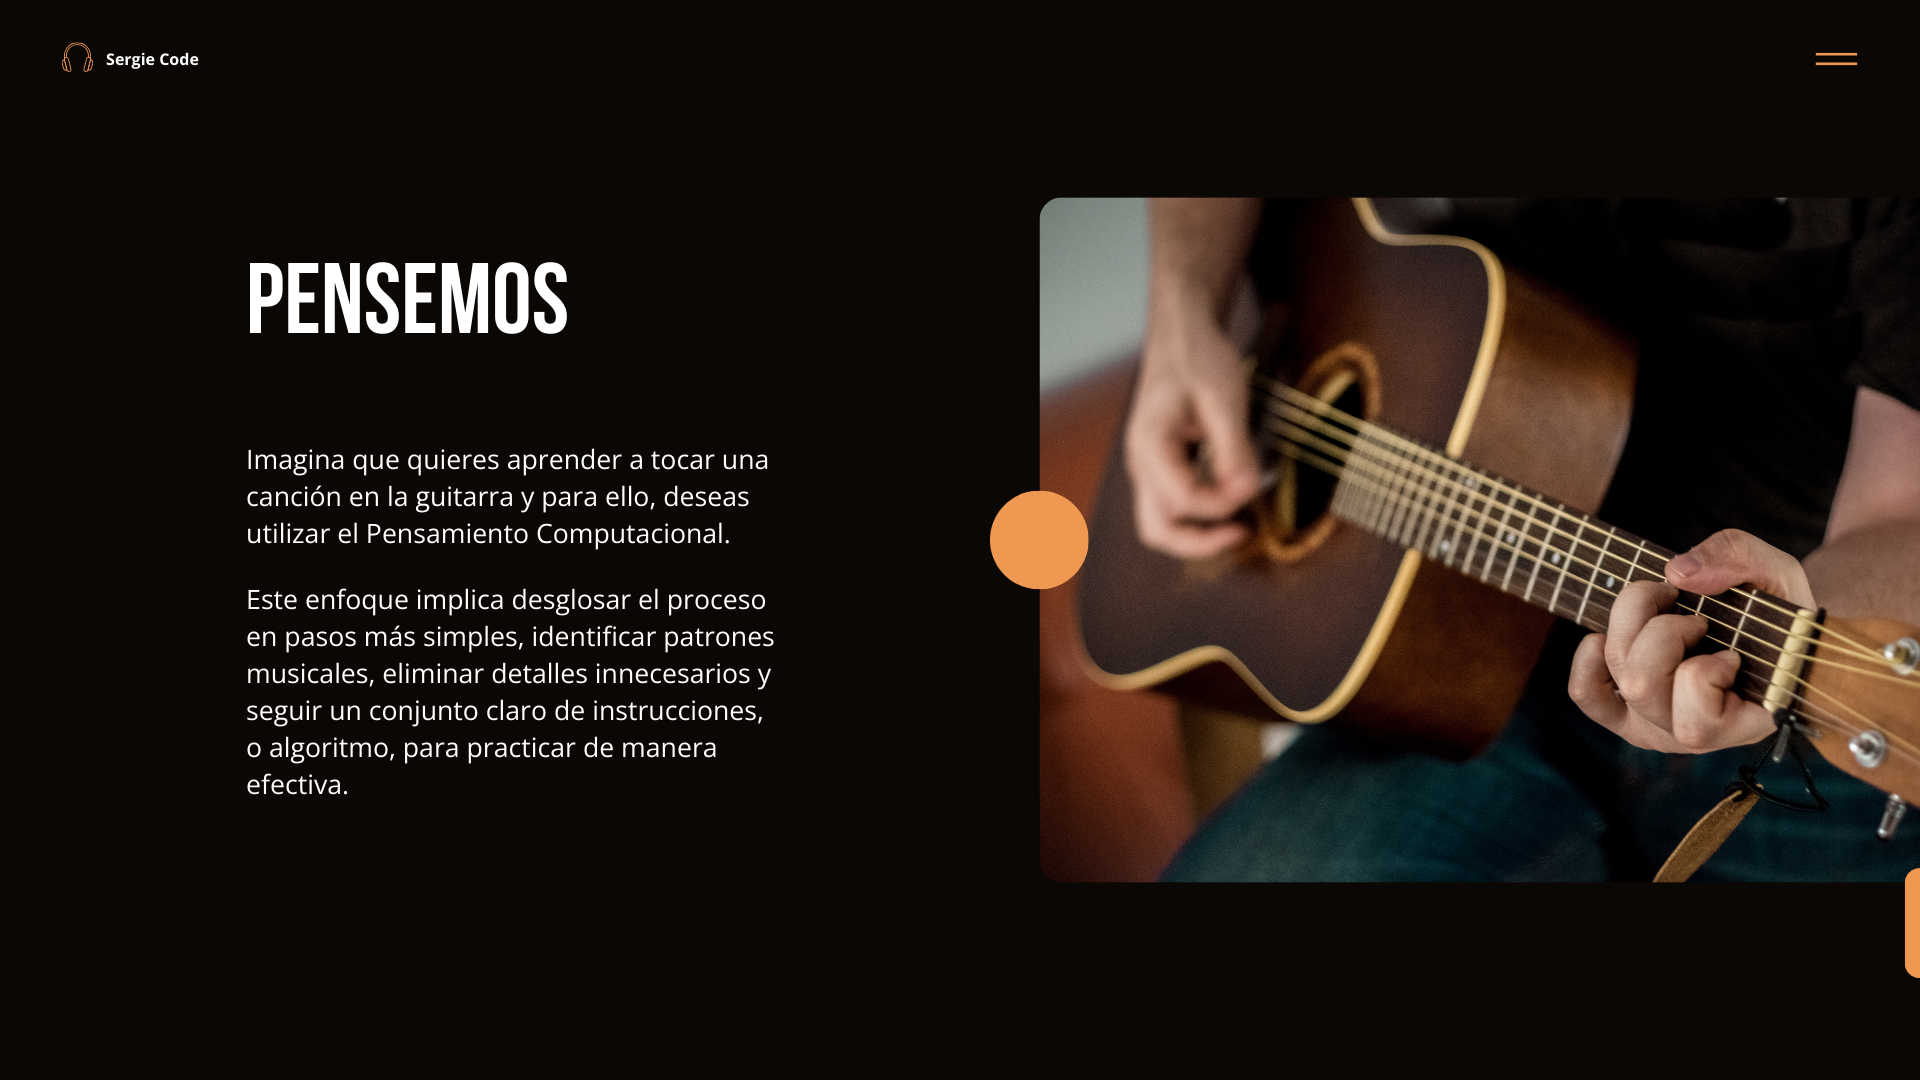 Sergie Code
PENSEMOS
Imagina que quieres aprender a tocar una
canción en la guitarra y para ello, deseas
utilizar el Pensamiento Computacional.
Este enfoque implica desglosar el proceso
en pasos más simples, identificar patrones
musicales, eliminar detalles innecesarios y
seguir un conjunto claro de instrucciones,
o algoritmo, para practicar de manera
efectiva.